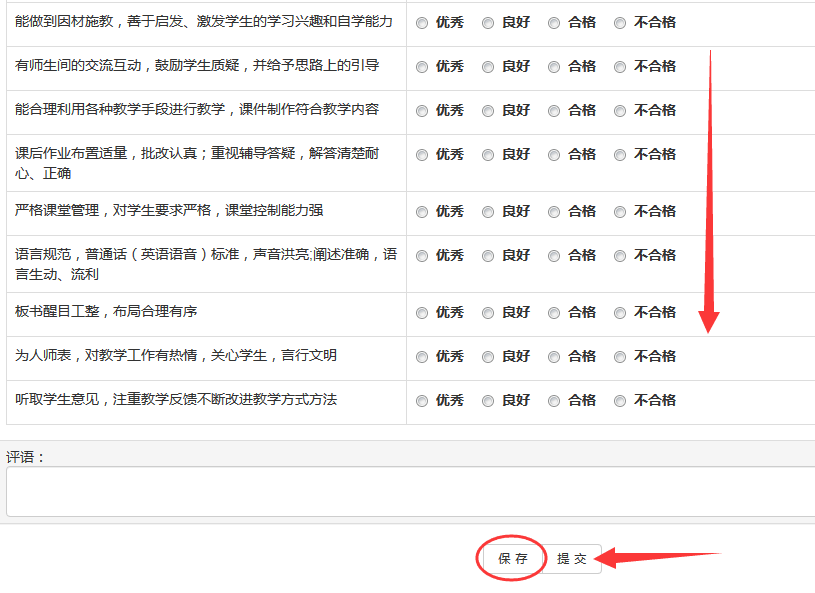 能做到因材施教，善于启发、激发学生的学习兴趣和自学能力 优秀 良好 合格 不合格
有师生间的交流互动，鼓励学生质疑，并给予思路上的引导 优秀 良好 合格 不合格
能合理利用各种教学手段进行教学，课件制作符合教学内容 优秀 良好 合格 不合格
课后作业布置适量，批改认真；重视辅导答疑，解答清楚耐 优秀 良好 合格 不合格
心、正确
严格课堂管理，对学生要求严格，课堂控制能力强 优秀 良好 合格 不合格
语言规范，普通话（英语语音）标准，声音洪亮;阐述准确，语 优秀 良好 合格 不合格
言生动、流利
板书醒目工整，布局合理有序 优秀 良好 合格 不合格
为人师表，对教学工作有热情，关心学生，言行文明 优秀 良好 合格 不合格
听取学生意见，注重教学反馈不断改进教学方式方法 优秀 良好 合格 不合格
评语：
保 存 提 交